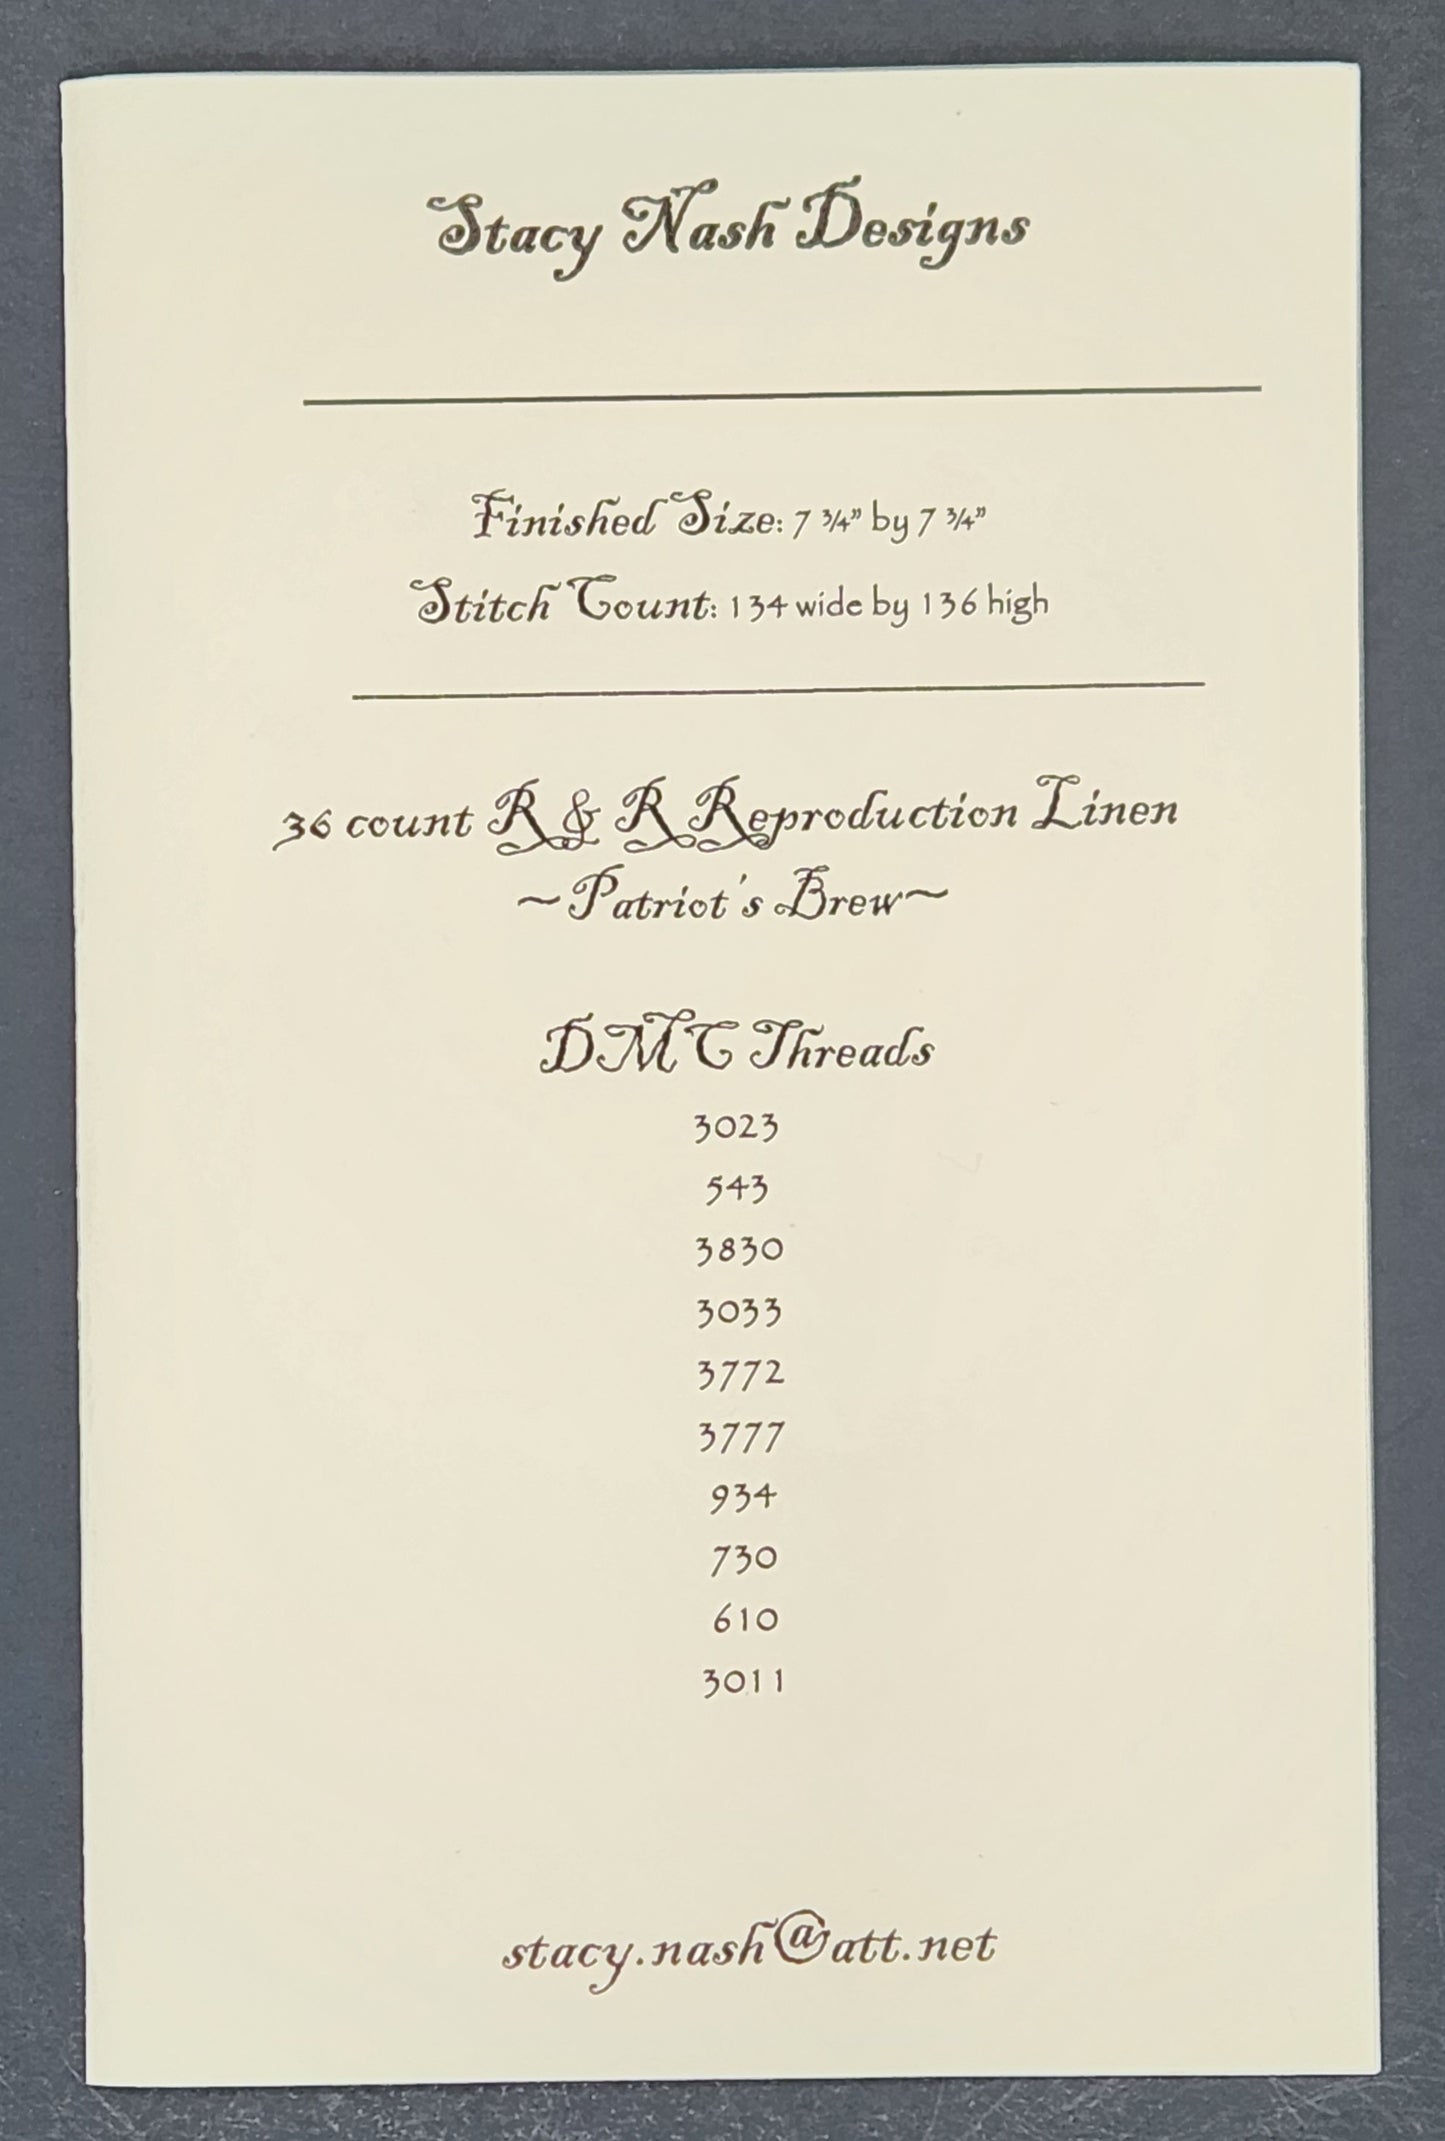 Stacy Nash Designs
Finished Size: 7 ¾” by 7 ¾”
Stitch Count: 134 wide by 136 high
36 count R & R Reproduction Linen
~Patriot's Brew~
DMC Threads
3023
543
3830
3033
3772
3777
934
730
610
3011
stacy.nash@att.net